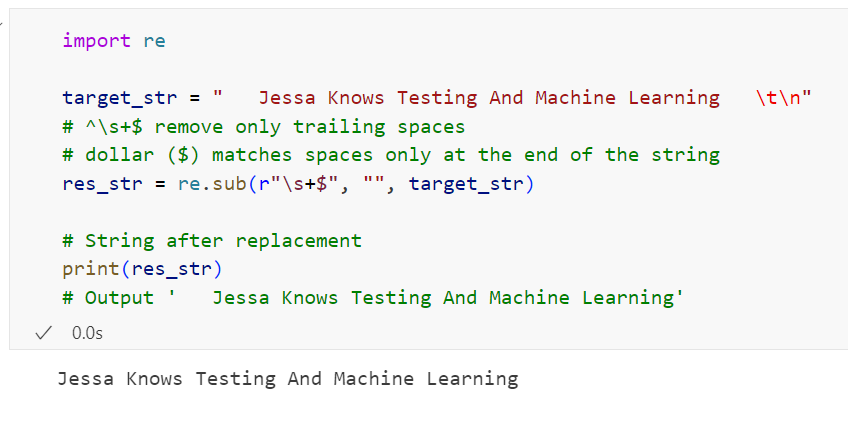 import re
target_str = "   Jessa Knows Testing And Machine Learning   \t\n"
# ^\s+$ remove only trailing spaces
# dollar ($) matches spaces only at the end of the string
res_str = re.sub(r"\s+$", "", target_str)
# String after replacement
print(res_str)
# Output '   Jessa Knows Testing And Machine Learning'
0.0s
Jessa Knows Testing And Machine Learning